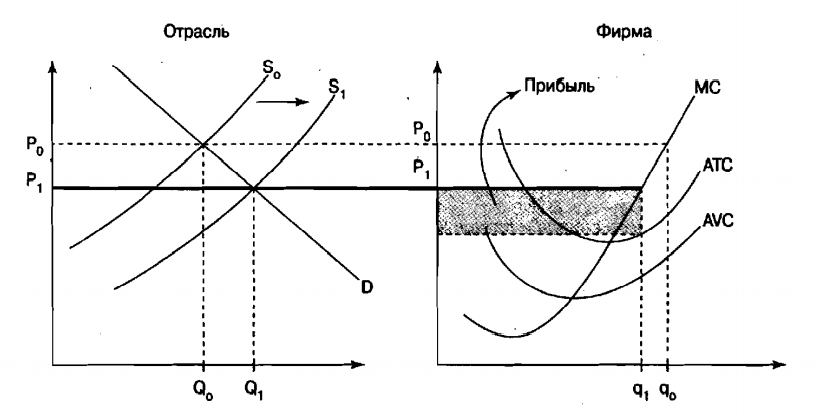 Отрасль
Фирма
S₀
S₁
Прибыль
MC
P₀
P₀
P₁
P₁
ATC
AVC
D
Q₀ Q₁
q₁ q₀